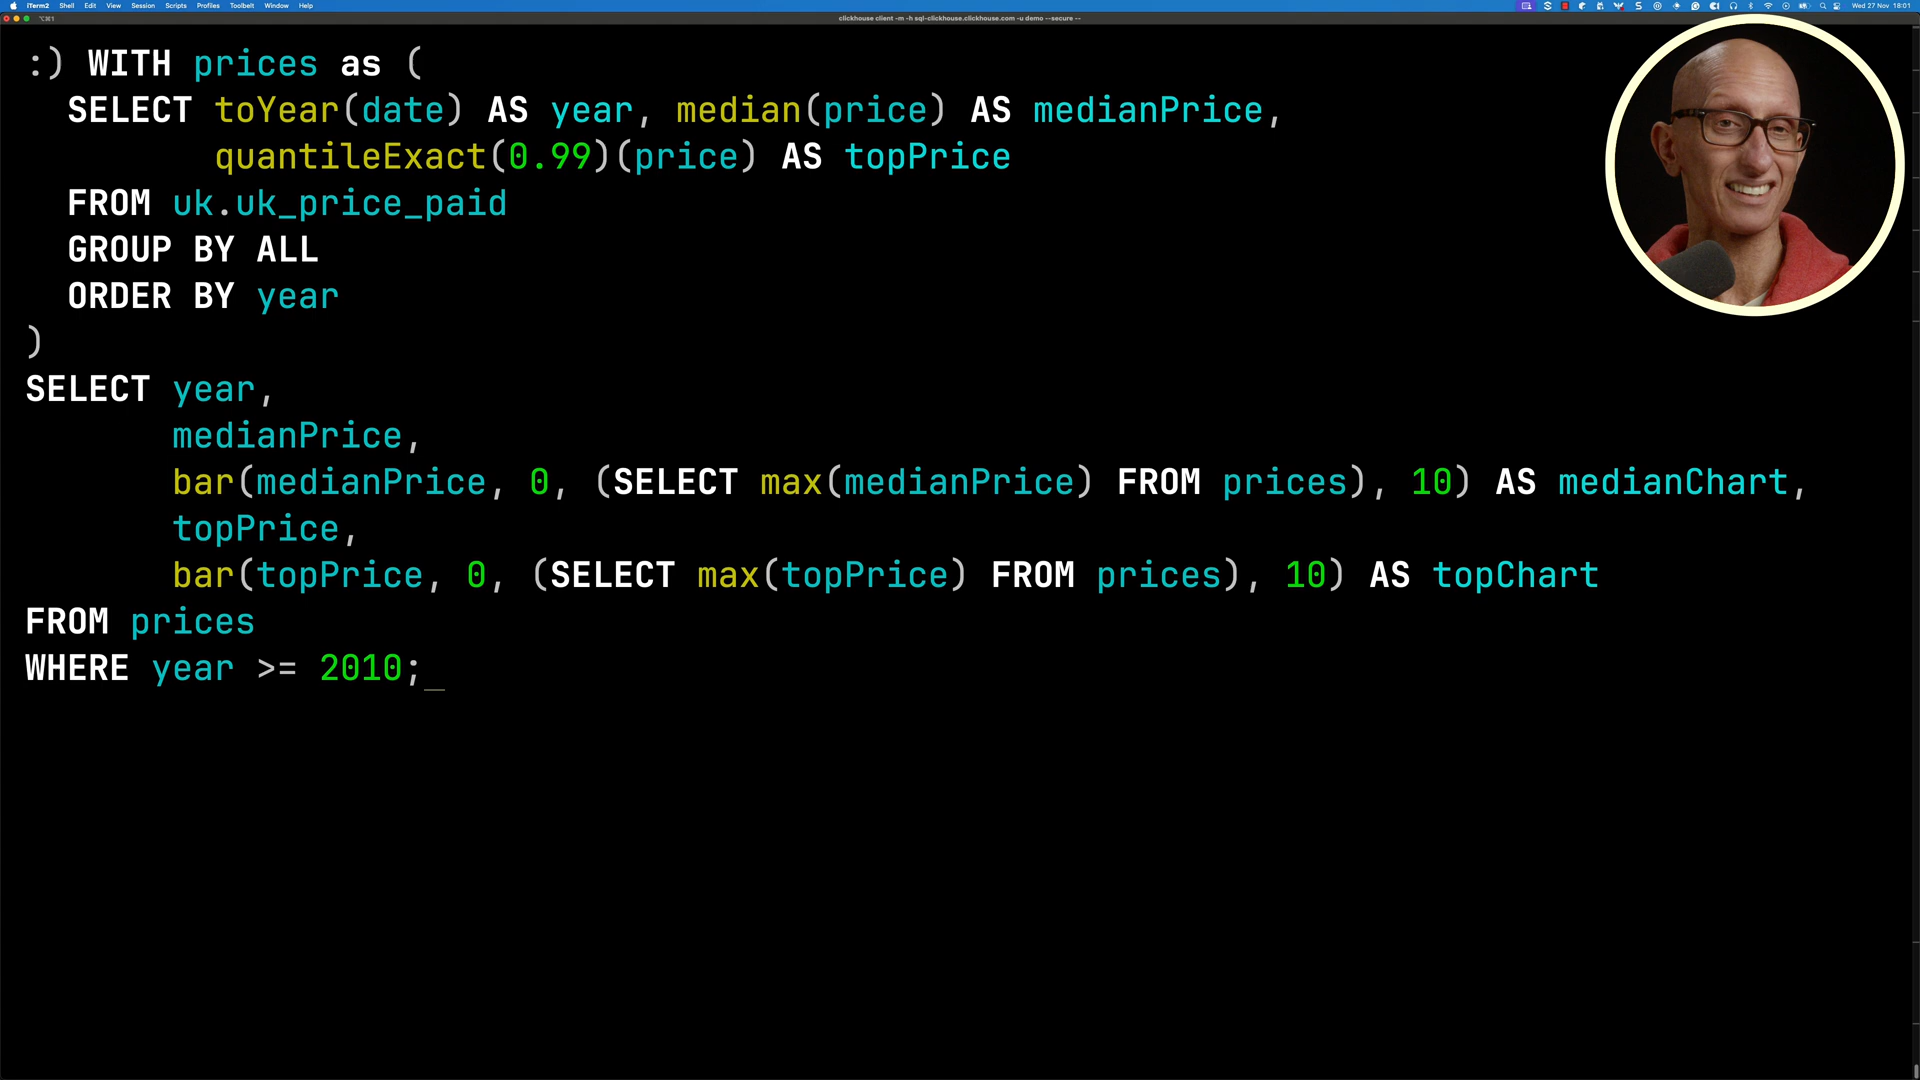 iTerm2 Shell Edit View Session Scripts Profiles Toolbelt Window Help Wed 27 Nov 18:01
⌥⌘1 clickhouse client -m -h sql-clickhouse.clickhouse.com -u demo --secure --
:) WITH prices as (
SELECT toYear(date) AS year, median(price) AS medianPrice,
quantileExact(0.99)(price) AS topPrice
FROM uk.uk_price_paid
GROUP BY ALL
ORDER BY year
)
SELECT year,
medianPrice,
bar(medianPrice, 0, (SELECT max(medianPrice) FROM prices), 10) AS medianChart,
topPrice,
bar(topPrice, 0, (SELECT max(topPrice) FROM prices), 10) AS topChart
FROM prices
WHERE year >= 2010;_